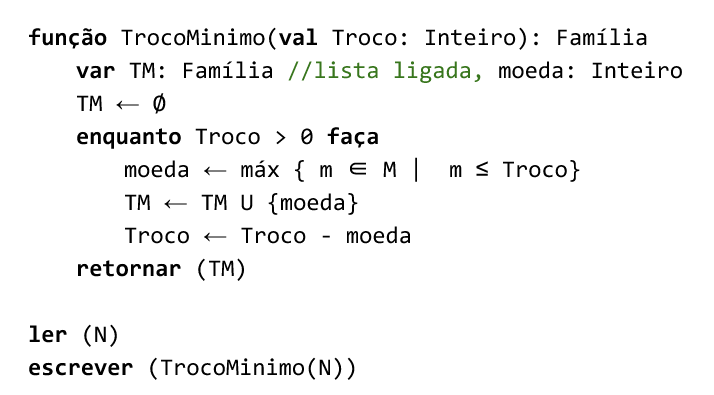 função TrocoMinimo(val Troco: Inteiro): Família
var TM: Família //lista ligada, moeda: Inteiro
TM ← ∅
enquanto Troco > 0 faça
moeda ← máx { m ∈ M | m ≤ Troco}
TM ← TM U {moeda}
Troco ← Troco - moeda
retornar (TM)
ler (N)
escrever (TrocoMinimo(N))